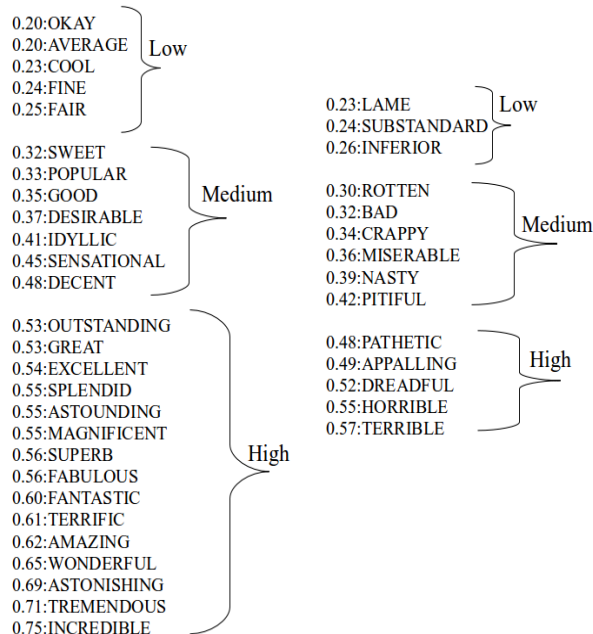 0.20:OKAY
0.20:AVERAGE
0.23:COOL
0.24:FINE
0.25:FAIR
Low
0.32:SWEET
0.33:POPULAR
0.35:GOOD
0.37:DESIRABLE
0.41:IDYLLIC
0.45:SENSATIONAL
0.48:DECENT
Medium
0.53:OUTSTANDING
0.53:GREAT
0.54:EXCELLENT
0.55:SPLENDID
0.55:ASTOUNDING
0.55:MAGNIFICENT
0.56:SUPERB
0.56:FABULOUS
0.60:FANTASTIC
0.61:TERRIFIC
0.62:AMAZING
0.65:WONDERFUL
0.69:ASTONISHING
0.71:TREMENDOUS
0.75:INCREDIBLE
High
0.23:LAME
0.24:SUBSTANDARD
0.26:INFERIOR
Low
0.30:ROTTEN
0.32:BAD
0.34:CRAPPY
0.36:MISERABLE
0.39:NASTY
0.42:PITIFUL
Medium
0.48:PATHETIC
0.49:APPALLING
0.52:DREADFUL
0.55:HORRIBLE
0.57:TERRIBLE
High